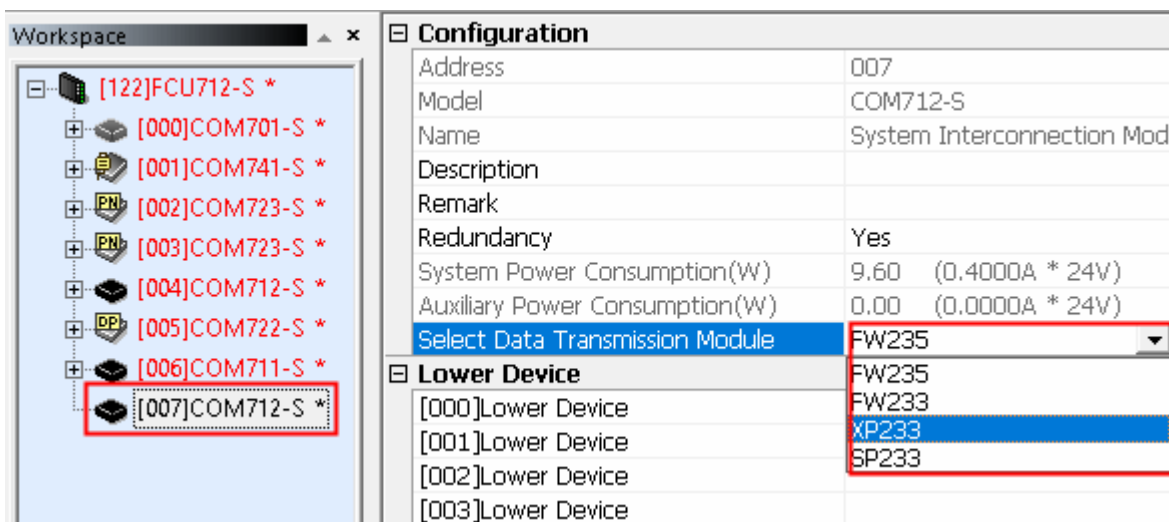 Workspace
[122]FCU712-S *
[000]COM701-S *
[001]COM741-S *
PN [002]COM723-S *
PN [003]COM723-S *
[004]COM712-S *
DP [005]COM722-S *
[006]COM711-S *
[007]COM712-S *
Configuration
Address 007
Model COM712-S
Name System Interconnection Mod
Description
Remark
Redundancy Yes
System Power Consumption(W) 9.60 (0.4000A * 24V)
Auxiliary Power Consumption(W) 0.00 (0.0000A * 24V)
Select Data Transmission Module FW235
FW235
FW233
XP233
SP233
Lower Device
[000]Lower Device
[001]Lower Device
[002]Lower Device
[003]Lower Device